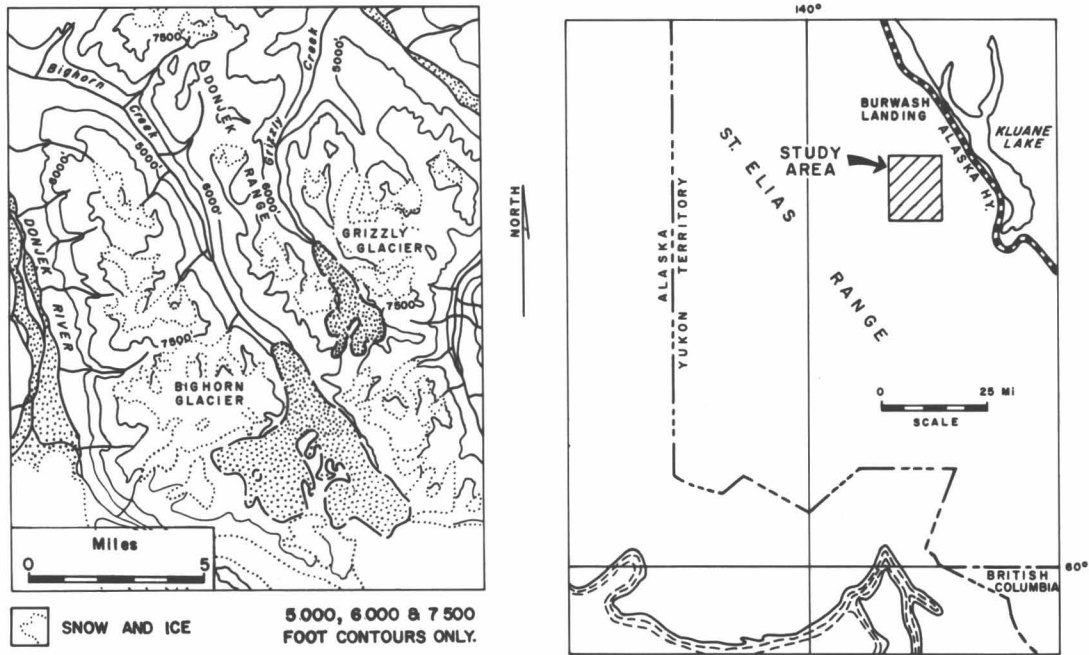 7500'
Bighorn
Creek
5000'
6000'
DONJEK
RANGE
Creek
Grizzly
5000'
6000'
6000'
GRIZZLY
GLACIER
7500'
DONJEK
RIVER
7500'
BIGHORN
GLACIER
Miles
0 5
SNOW AND ICE
5 000, 6 000 & 7 500
FOOT CONTOURS ONLY.
NORTH
140°
BURWASH
LANDING
ALASKA HY.
KLUANE
LAKE
STUDY
AREA
ST. ELIAS
RANGE
ALASKA
YUKON TERRITORY
0 25 Mi
SCALE
60°
BRITISH
COLUMBIA